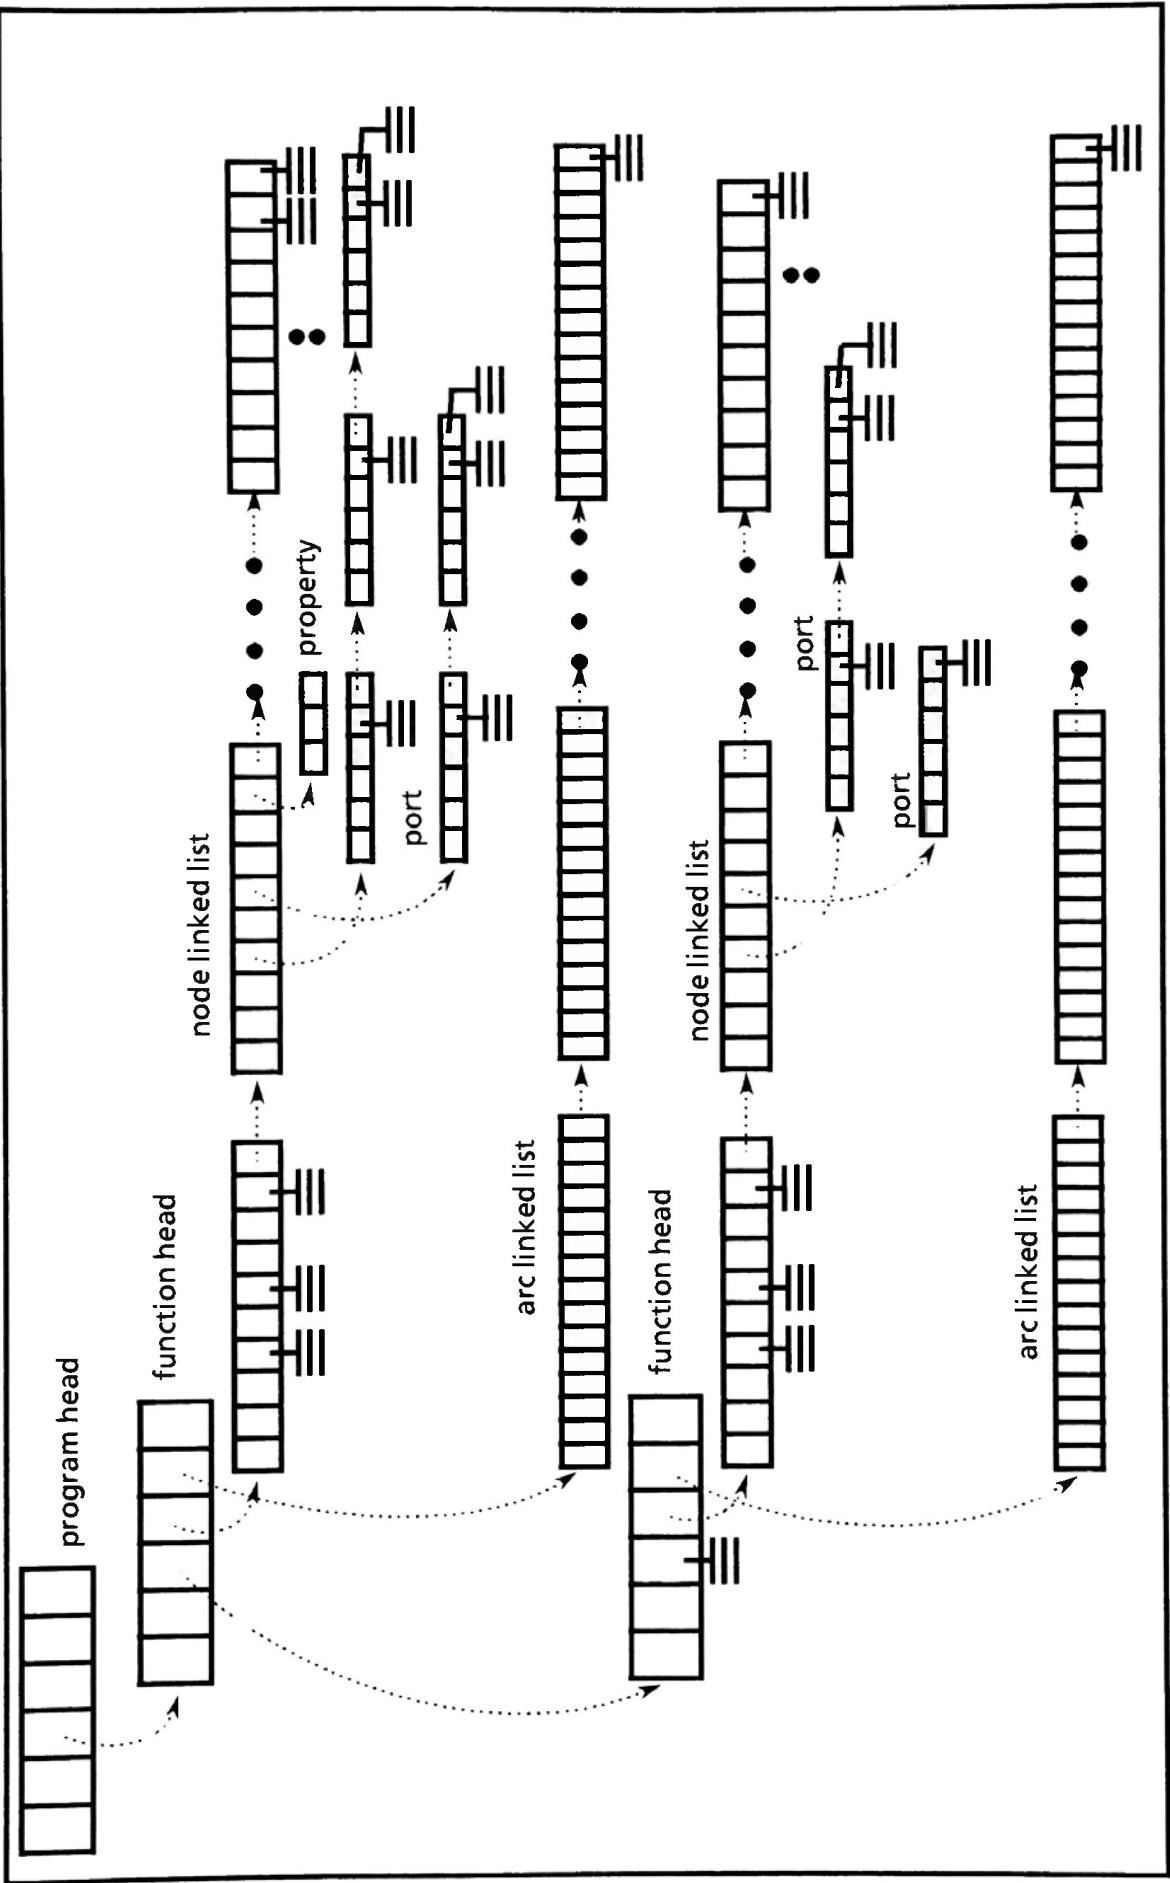 program head
function head
node linked list
property
port
arc linked list
function head
node linked list
port
port
arc linked list